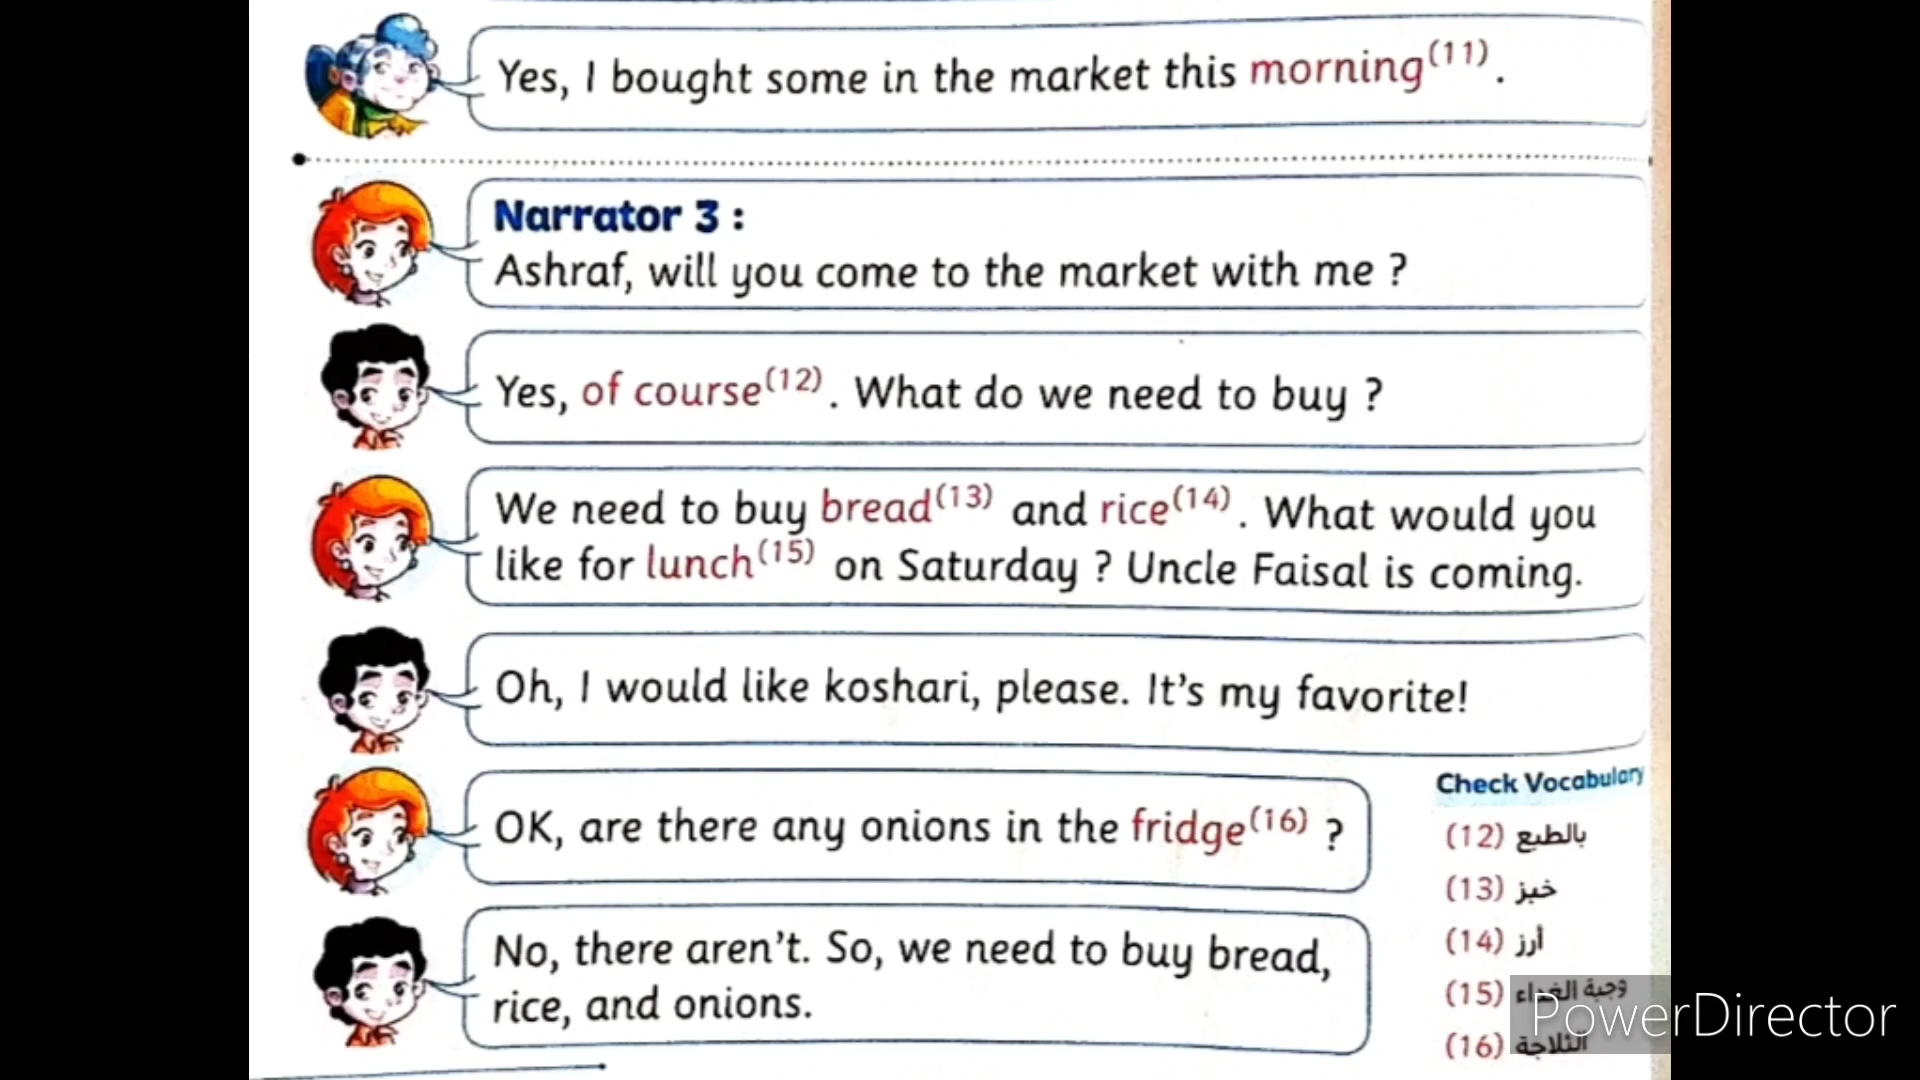 Yes, I bought some in the market this morning(11).
Narrator 3 :
Ashraf, will you come to the market with me ?
Yes, of course(12). What do we need to buy ?
We need to buy bread(13) and rice(14). What would you
like for lunch(15) on Saturday ? Uncle Faisal is coming.
Oh, I would like koshari, please. It's my favorite!
OK, are there any onions in the fridge(16) ?
No, there aren't. So, we need to buy bread,
rice, and onions.
Check Vocabulary
(12) بالطبع
(13) خبز
(14) أرز
(15) وجبة الغداء
(16) الثلاجة
PowerDirector